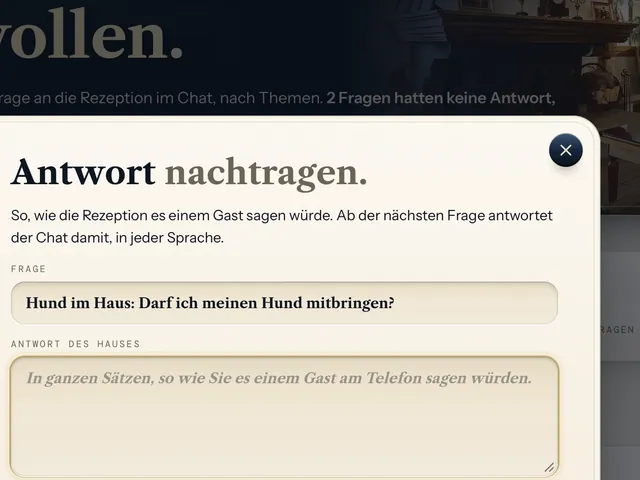 vollen.
rage an die Rezeption im Chat, nach Themen. 2 Fragen hatten keine Antwort,
Antwort nachtragen.
So, wie die Rezeption es einem Gast sagen würde. Ab der nächsten Frage antwortet
der Chat damit, in jeder Sprache.
FRAGE
Hund im Haus: Darf ich meinen Hund mitbringen?
RAGEN
ANTWORT DES HAUSES
In ganzen Sätzen, so wie Sie es einem Gast am Telefon sagen würden.